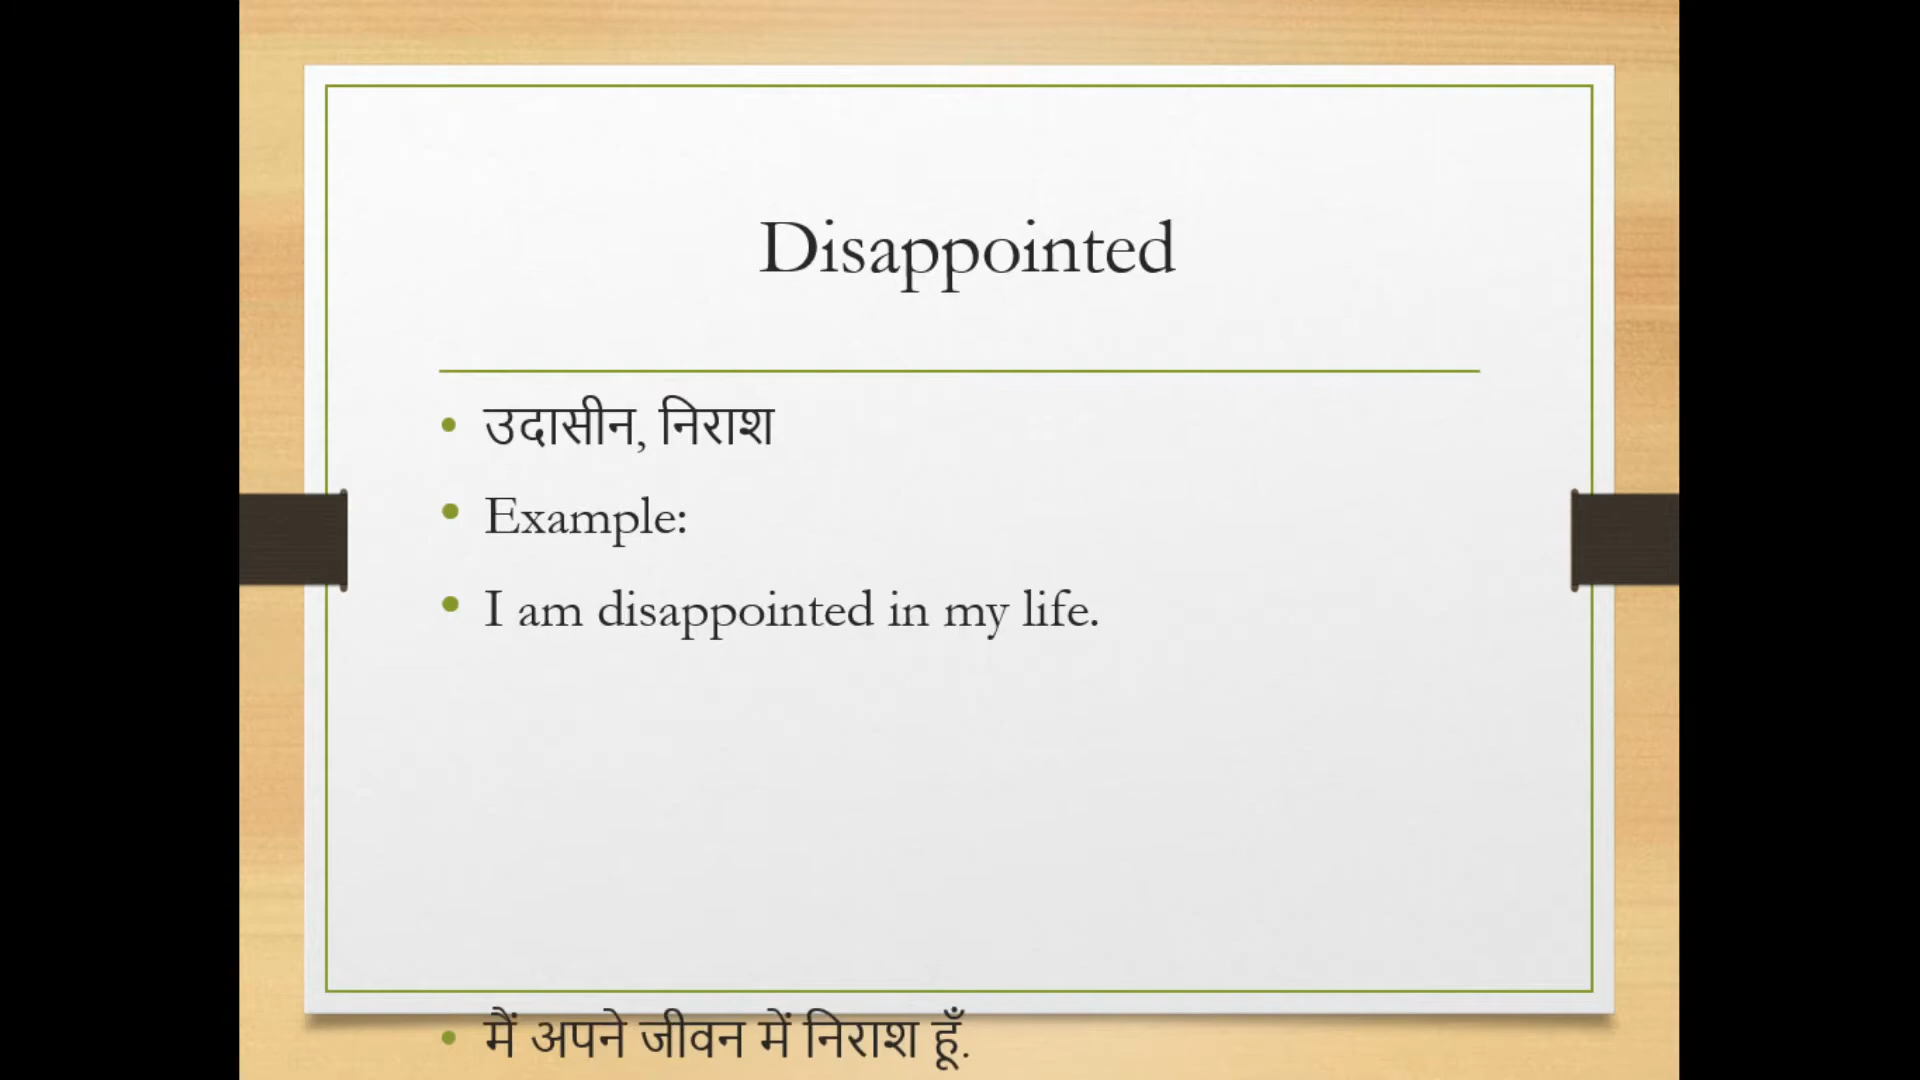 Disappointed
उदासीन, निराश
Example:
I am disappointed in my life.
मैं अपने जीवन में निराश हूँ.